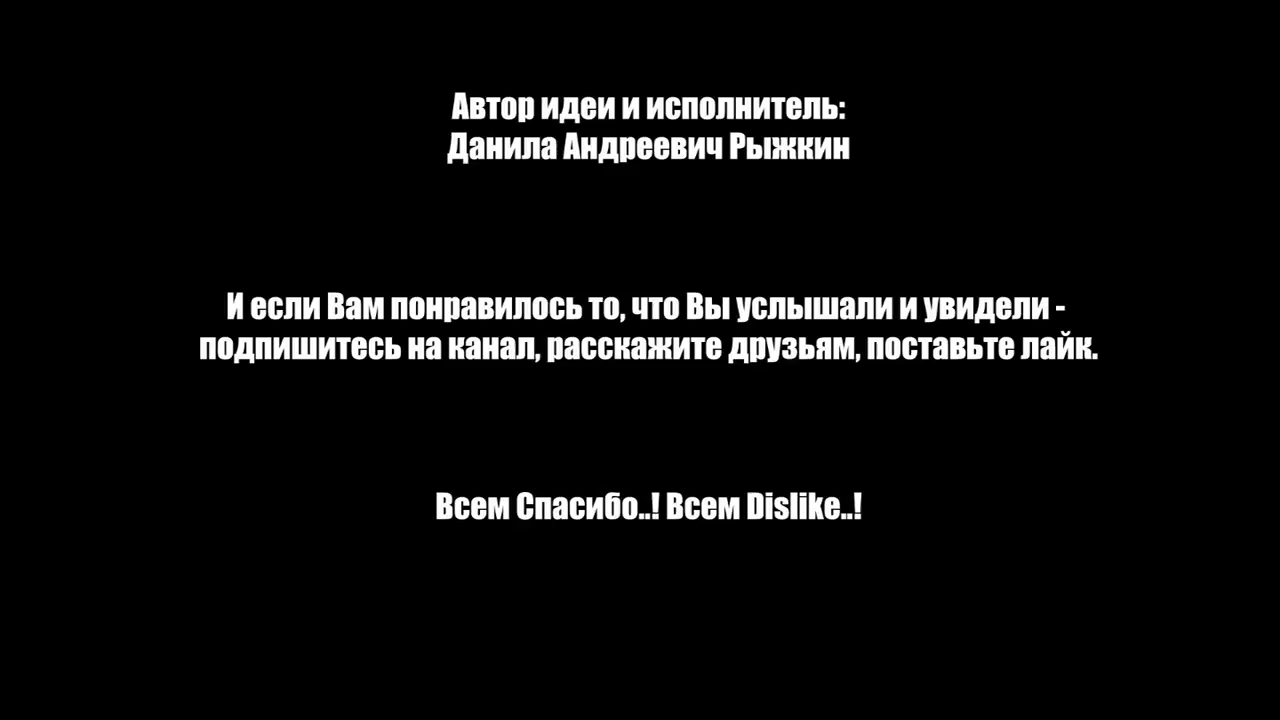 Автор идеи и исполнитель:
Данила Андреевич Рыжкин
И если Вам понравилось то, что Вы услышали и увидели -
подпишитесь на канал, расскажите друзьям, поставьте лайк.
Всем Спасибо..! Всем Dislike..!